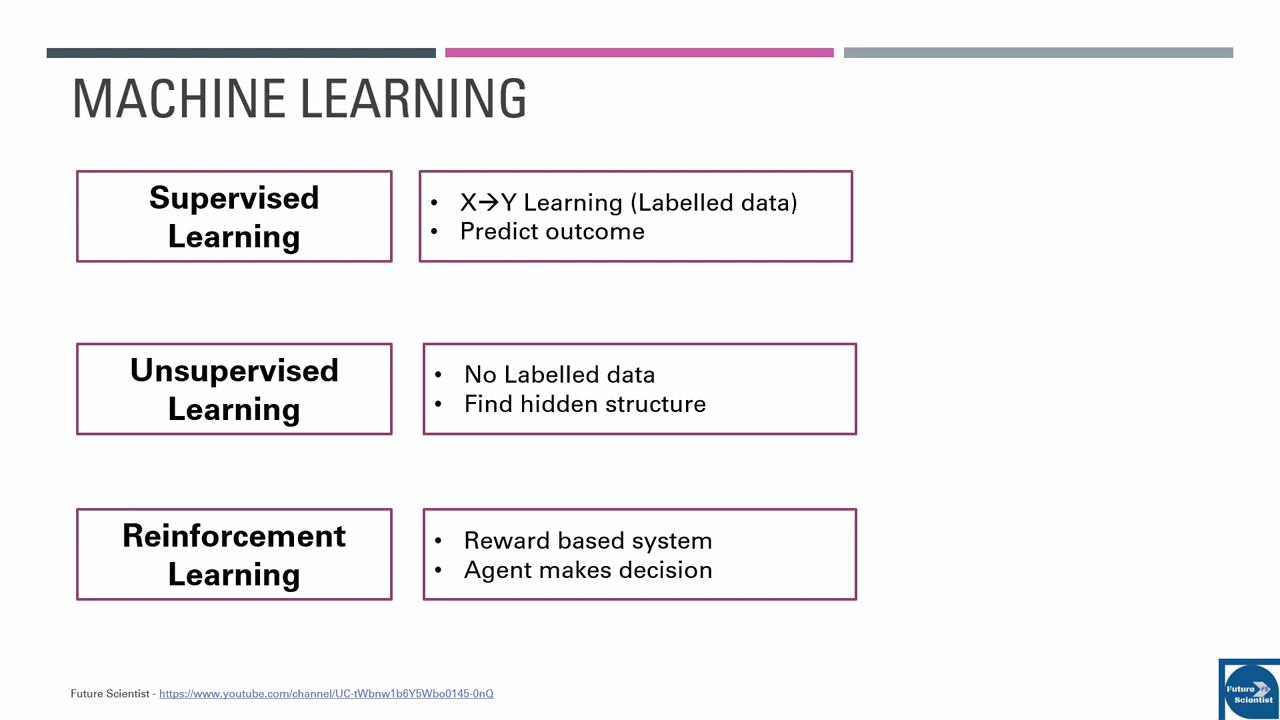 MACHINE LEARNING
Supervised
Learning
• X→Y Learning (Labelled data)
• Predict outcome
Unsupervised
Learning
• No Labelled data
• Find hidden structure
Reinforcement
Learning
• Reward based system
• Agent makes decision
Future Scientist - https://www.youtube.com/channel/UC-tWbnw1b6Y5Wbo0145-0nQ
Future
Scientist